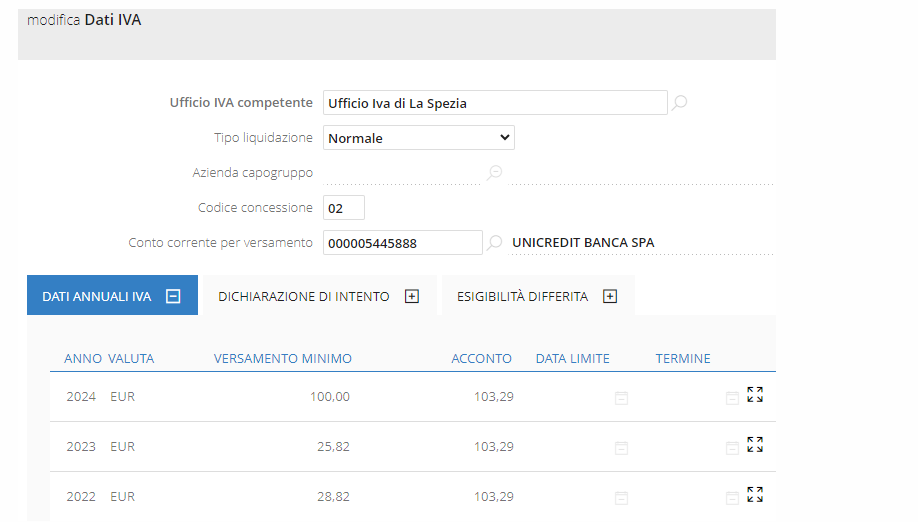 modifica Dati IVA
Ufficio IVA competente Ufficio Iva di La Spezia
Tipo liquidazione Normale
Azienda capogruppo
Codice concessione 02
Conto corrente per versamento 000005445888 UNICREDIT BANCA SPA
DATI ANNUALI IVA DICHIARAZIONE DI INTENTO ESIGIBILITÀ DIFFERITA
ANNO VALUTA VERSAMENTO MINIMO ACCONTO DATA LIMITE TERMINE
2024 EUR 100,00 103,29
2023 EUR 25,82 103,29
2022 EUR 28,82 103,29